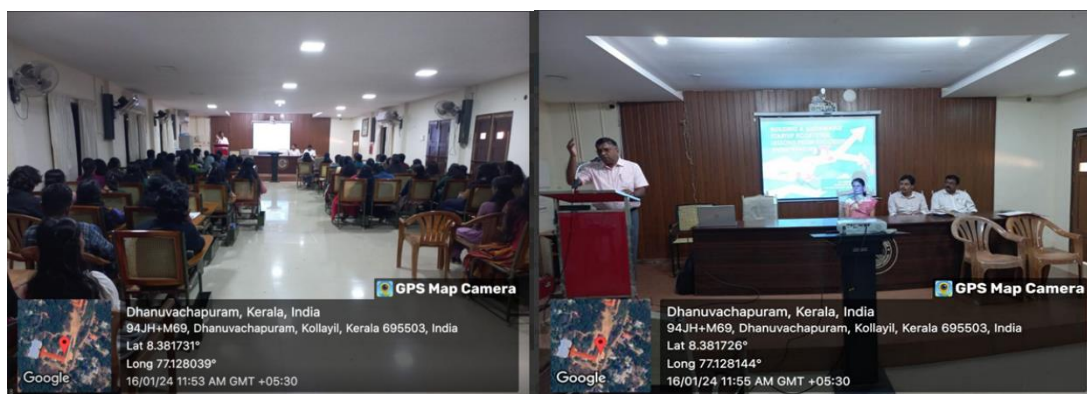 GPS Map Camera
Dhanuvachapuram, Kerala, India
94JH+M69, Dhanuvachapuram, Kollayil, Kerala 695503, India
Lat 8.381731°
Long 77.128039°
16/01/24 11:53 AM GMT +05:30
Google
STARTUP ECOSYSTEM
GPS Map Camera
Dhanuvachapuram, Kerala, India
94JH+M69, Dhanuvachapuram, Kollayil, Kerala 695503, India
Lat 8.381726°
Long 77.128144°
16/01/24 11:55 AM GMT +05:30
Google